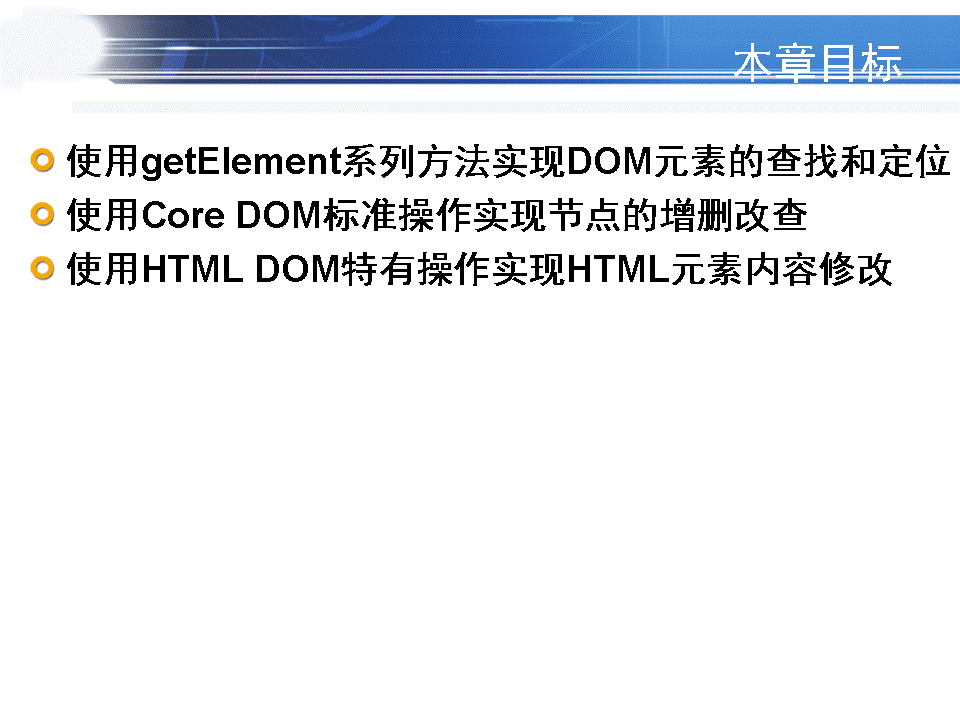 本章目标
使用getElement系列方法实现DOM元素的查找和定位
使用Core DOM标准操作实现节点的增删改查
使用HTML DOM特有操作实现HTML元素内容修改